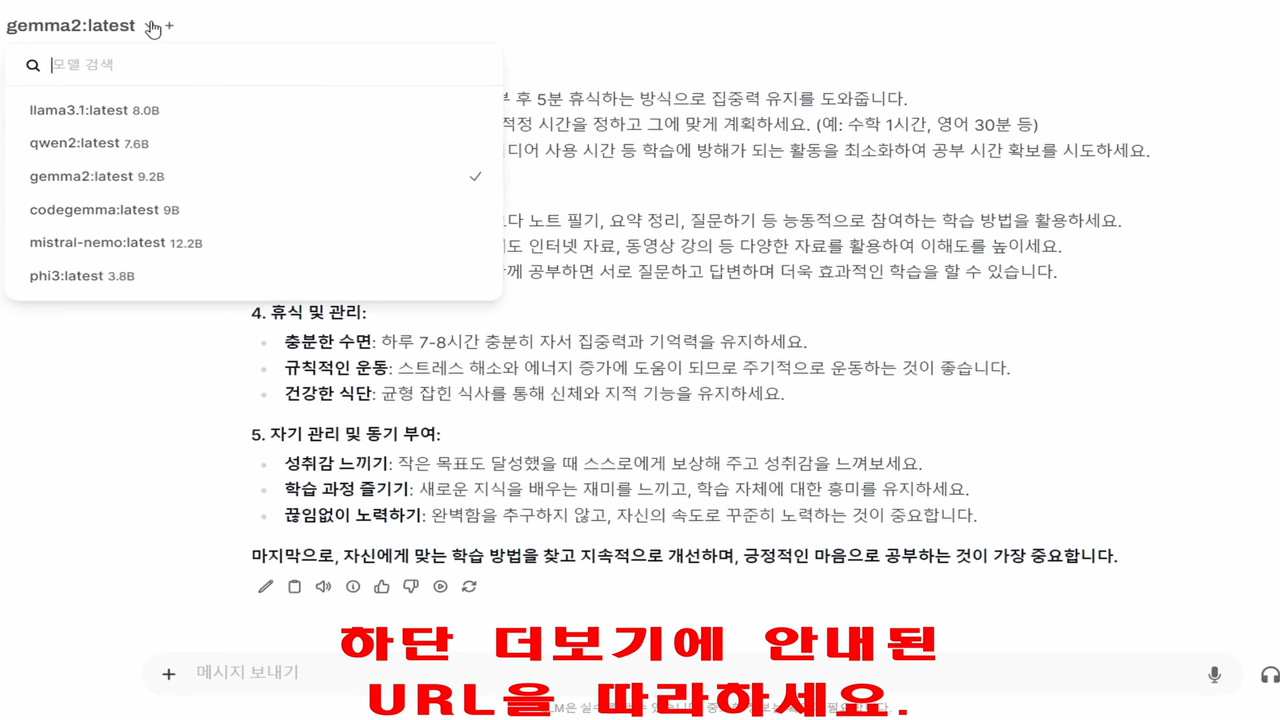 gemma2:latest
모델 검색
llama3.1:latest 8.0B
qwen2:latest 7.6B
gemma2:latest 9.2B
codegemma:latest 9B
mistral-nemo:latest 12.2B
phi3:latest 3.8B
후 5분 휴식하는 방식으로 집중력 유지를 도와줍니다.
적정 시간을 정하고 그에 맞게 계획하세요. (예: 수학 1시간, 영어 30분 등)
디어 사용 시간 등 학습에 방해가 되는 활동을 최소화하여 공부 시간 확보를 시도하세요.
노트 필기, 요약 정리, 질문하기 등 능동적으로 참여하는 학습 방법을 활용하세요.
인터넷 자료, 동영상 강의 등 다양한 자료를 활용하여 이해도를 높이세요.
공부하면 서로 질문하고 답변하며 더욱 효과적인 학습을 할 수 있습니다.
4. 휴식 및 관리:
충분한 수면: 하루 7-8시간 충분히 자서 집중력과 기억력을 유지하세요.
규칙적인 운동: 스트레스 해소와 에너지 증가에 도움이 되므로 주기적으로 운동하는 것이 좋습니다.
건강한 식단: 균형 잡힌 식사를 통해 신체와 지적 기능을 유지하세요.
5. 자기 관리 및 동기 부여:
성취감 느끼기: 작은 목표도 달성했을 때 스스로에게 보상해 주고 성취감을 느껴보세요.
학습 과정 즐기기: 새로운 지식을 배우는 재미를 느끼고, 학습 자체에 대한 흥미를 유지하세요.
끊임없이 노력하기: 완벽함을 추구하지 않고, 자신의 속도로 꾸준히 노력하는 것이 중요합니다.
마지막으로, 자신에게 맞는 학습 방법을 찾고 지속적으로 개선하며, 긍정적인 마음으로 공부하는 것이 가장 중요합니다.
하단 더보기에 안내된
메시지 보내기
URL을 따라하세요.